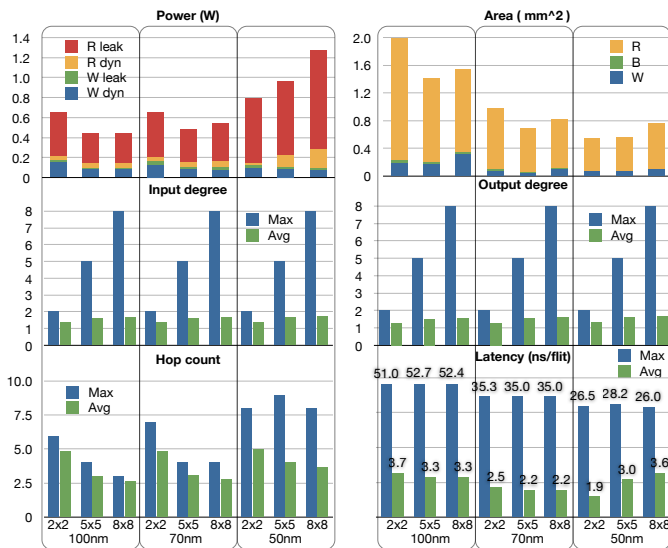 Power (W)
1.4
1.2
1.0
0.8
0.6
0.4
0.2
0
R leak
R dyn
W leak
W dyn
Area ( mm^2 )
2.0
1.6
1.2
0.8
0.4
0
R
B
W
Input degree
8
7
6
5
4
3
2
1
0
Max
Avg
Output degree
8
7
6
5
4
3
2
1
0
Max
Avg
Hop count
10.0
7.5
5.0
2.5
0
Max
Avg
2x2 5x5 8x8 2x2 5x5 8x8 2x2 5x5 8x8
100nm 70nm 50nm
Latency (ns/flit)
Max
Avg
51.0 52.7 52.4 35.3 35.0 35.0 26.5 28.2 26.0
3.7 3.3 3.3 2.5 2.2 2.2 1.9 3.0 3.6
2x2 5x5 8x8 2x2 5x5 8x8 2x2 5x5 8x8
100nm 70nm 50nm